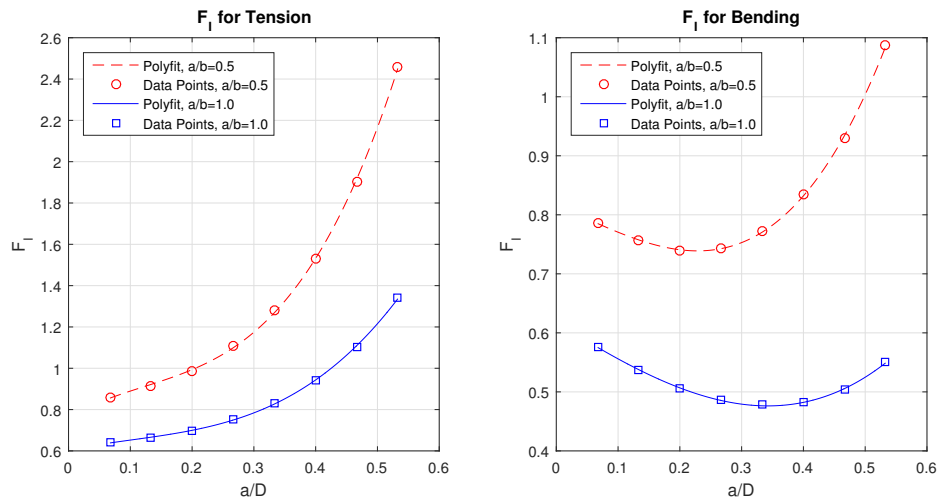 F_I for Tension
2.6
2.4
2.2
2
1.8
1.6
1.4
1.2
1
0.8
0.6
F_I
Polyfit, a/b=0.5
Data Points, a/b=0.5
Polyfit, a/b=1.0
Data Points, a/b=1.0
0 0.1 0.2 0.3 0.4 0.5 0.6
a/D
F_I for Bending
1.1
1
0.9
0.8
0.7
0.6
0.5
0.4
F_I
Polyfit, a/b=0.5
Data Points, a/b=0.5
Polyfit, a/b=1.0
Data Points, a/b=1.0
0 0.1 0.2 0.3 0.4 0.5 0.6
a/D